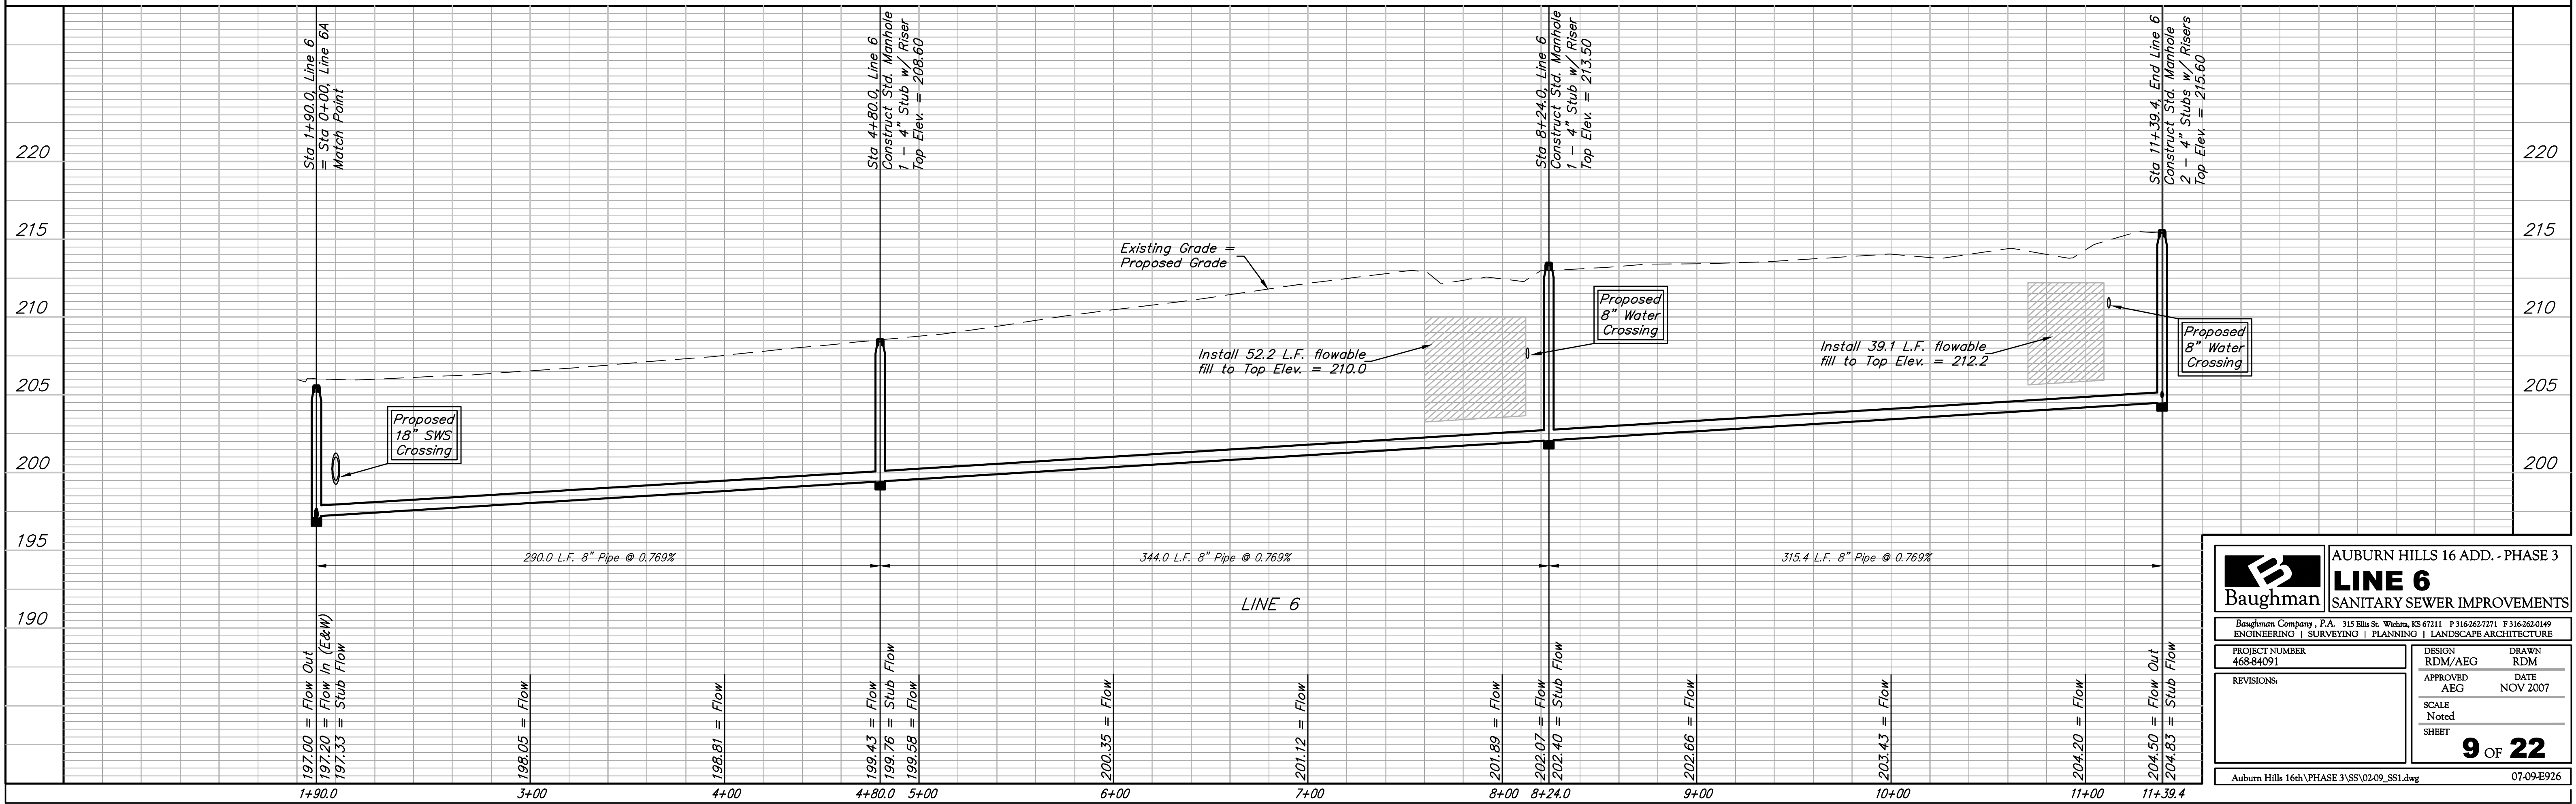 Sta 1+90.0, Line 6
= Sta 0+00, Line 6A
Match Point
Sta 4+80.0, Line 6
Construct Std. Manhole
1 - 4" Stub w/ Riser
Top Elev. = 208.60
Sta 8+24.0, Line 6
Construct Std. Manhole
1 - 4" Stub w/ Riser
Top Elev. = 213.50
Sta 11+39.4, End Line 6
Construct Std. Manhole
2 - 4" Stubs w/ Risers
Top Elev. = 215.60
220
220
215
215
210
210
205
205
200
200
195
190
Existing Grade =
Proposed Grade
Proposed
18" SWS
Crossing
Install 52.2 L.F. flowable
fill to Top Elev. = 210.0
Proposed
8" Water
Crossing
Install 39.1 L.F. flowable
fill to Top Elev. = 212.2
Proposed
8" Water
Crossing
290.0 L.F. 8" Pipe @ 0.769%
344.0 L.F. 8" Pipe @ 0.769%
315.4 L.F. 8" Pipe @ 0.769%
LINE 6
197.00 = Flow Out
197.20 = Flow In (E&W)
197.33 = Stub Flow
198.05 = Flow
198.81 = Flow
199.43 = Flow
199.76 = Stub Flow
199.58 = Flow
200.35 = Flow
201.12 = Flow
201.89 = Flow
202.07 = Flow
202.40 = Stub Flow
202.66 = Flow
203.43 = Flow
204.20 = Flow
204.50 = Flow Out
204.83 = Stub Flow
1+90.0
3+00
4+00
4+80.0
5+00
6+00
7+00
8+00
8+24.0
9+00
10+00
11+00
11+39.4
B
Baughman
AUBURN HILLS 16 ADD. - PHASE 3
LINE 6
SANITARY SEWER IMPROVEMENTS
Baughman Company, P.A. 315 Ellis St. Wichita, KS 67211 P 316-262-7271 F 316-262-0149
ENGINEERING | SURVEYING | PLANNING | LANDSCAPE ARCHITECTURE
PROJECT NUMBER
468-84091
REVISIONS:
DESIGN
RDM/AEG
DRAWN
RDM
APPROVED
AEG
DATE
NOV 2007
SCALE
Noted
SHEET
9 OF 22
Auburn Hills 16th\PHASE 3\SS\02-09_SS1.dwg
07-09-E926